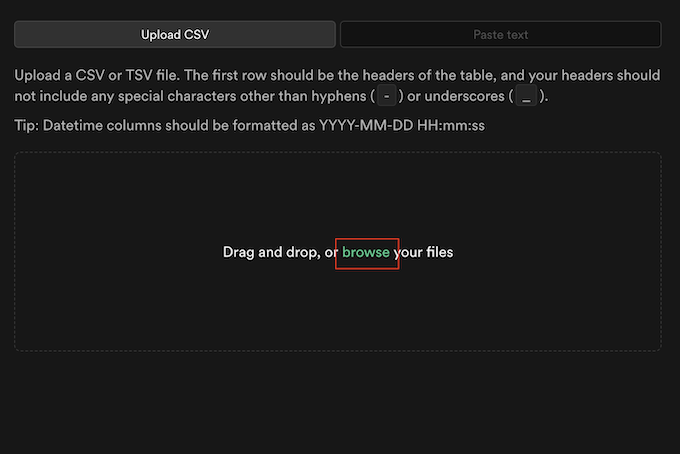 Upload CSV
Paste text
Upload a CSV or TSV file. The first row should be the headers of the table, and your headers should
not include any special characters other than hyphens ( - ) or underscores ( _ ).
Tip: Datetime columns should be formatted as YYYY-MM-DD HH:mm:ss
Drag and drop, or browse your files